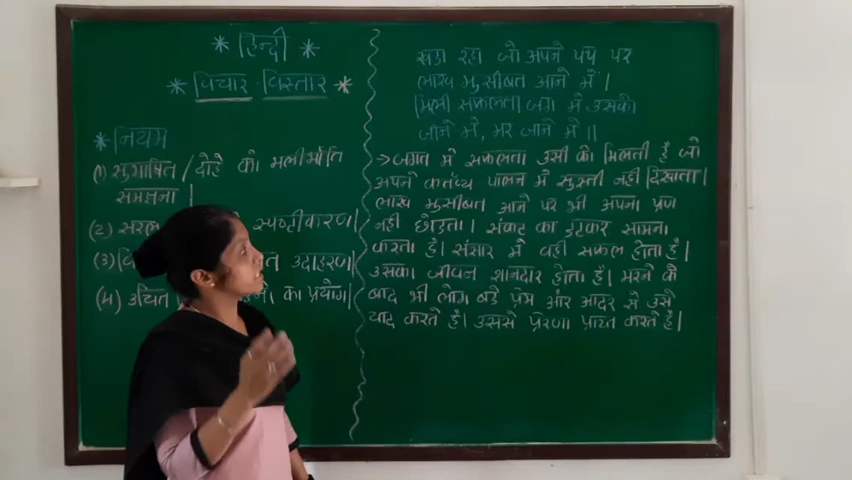 * हिन्दी *
* विचार विस्तार *
* नियम
(1) सुभाषित / दोहे को भलीभाँति
समझना |
(2) सरल स्पष्टीकरण |
(3) उदाहरण |
(4) उचित का प्रयोग |
खडा रहा जो अपने पथ पर
लाख मुसीबत आने में |
मिली सफलता जग में उसको
जीने में, मर जाने में ||
→ जगत में सफलता उसी को मिलती है जो
अपने कर्तव्य पालन में सुस्ती नही दिखाता |
लाख मुसीबत आने पर भी अपना प्रण
नही छोडता | संकट का डटकर सामना
करता है | संसार में वही सफल होता है |
उसका जीवन शानदार होता है | मरने के
बाद भी लोग बडे प्रेम और आदर से उसे
याद करते है | उससे प्रेरणा प्राप्त करते है |